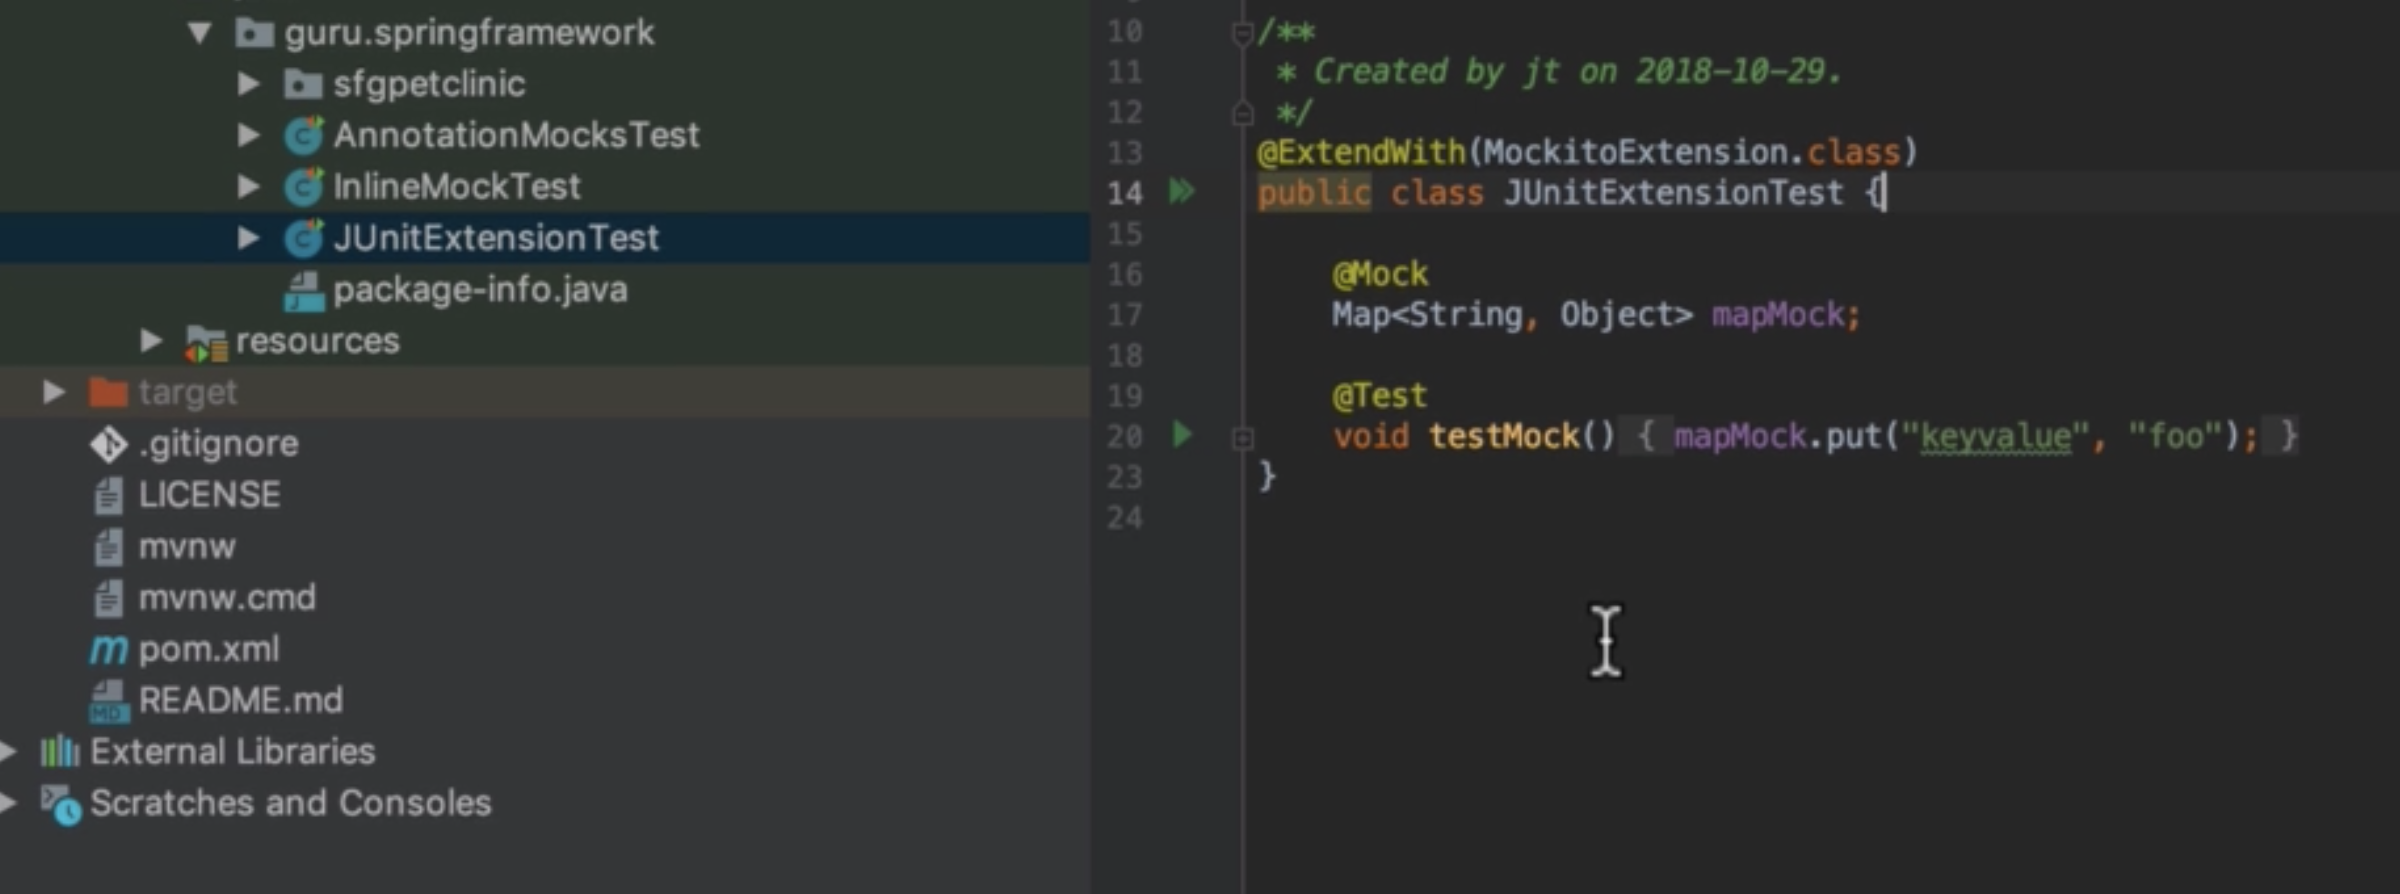 guru.springframework
sfgpetclinic
AnnotationMocksTest
InlineMockTest
JUnitExtensionTest
package-info.java
resources
target
.gitignore
LICENSE
mvnw
mvnw.cmd
pom.xml
README.md
External Libraries
Scratches and Consoles
10 /**
11 * Created by jt on 2018-10-29.
12 */
13 @ExtendWith(MockitoExtension.class)
14 public class JUnitExtensionTest {
15
16 @Mock
17 Map<String, Object> mapMock;
18
19 @Test
20 void testMock() { mapMock.put("keyvalue", "foo"); }
23 }
24